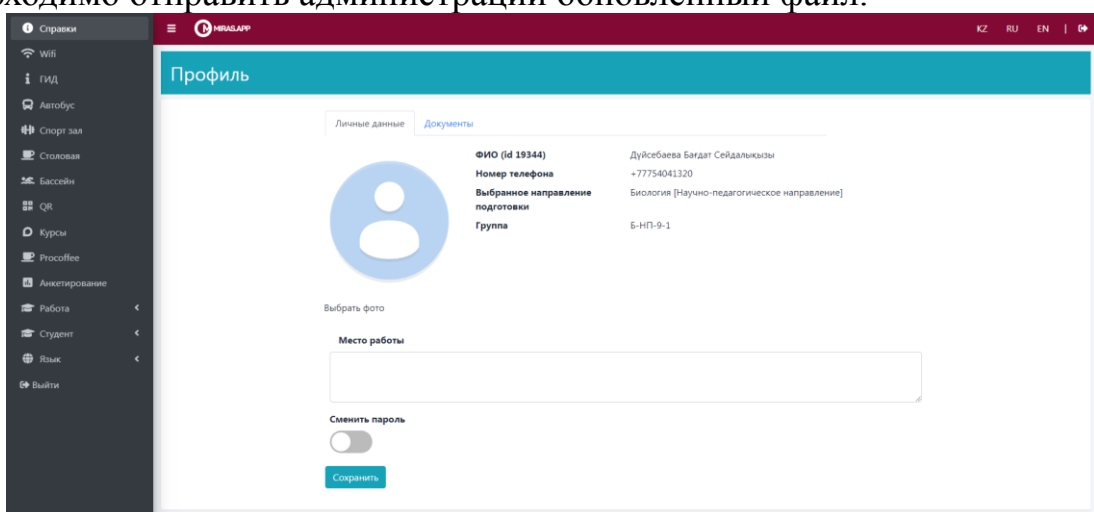 ходимо отправить администрации обновленный файл.
Справки
Wifi
ГИД
Автобус
Спорт зал
Столовая
Бассейн
QR
Курсы
Procoffee
Анкетирование
Работа
Студент
Язык
Выйти
MIRAS.APP
KZ RU EN |
Профиль
Личные данные Документы
ФИО (id 19344) Дүйсебаева Бағдат Сейдалықызы
Номер телефона +77754041320
Выбранное направление Биология [Научно-педагогическое направление]
подготовки
Группа Б-НП-9-1
Выбрать фото
Место работы
Сменить пароль
Сохранить